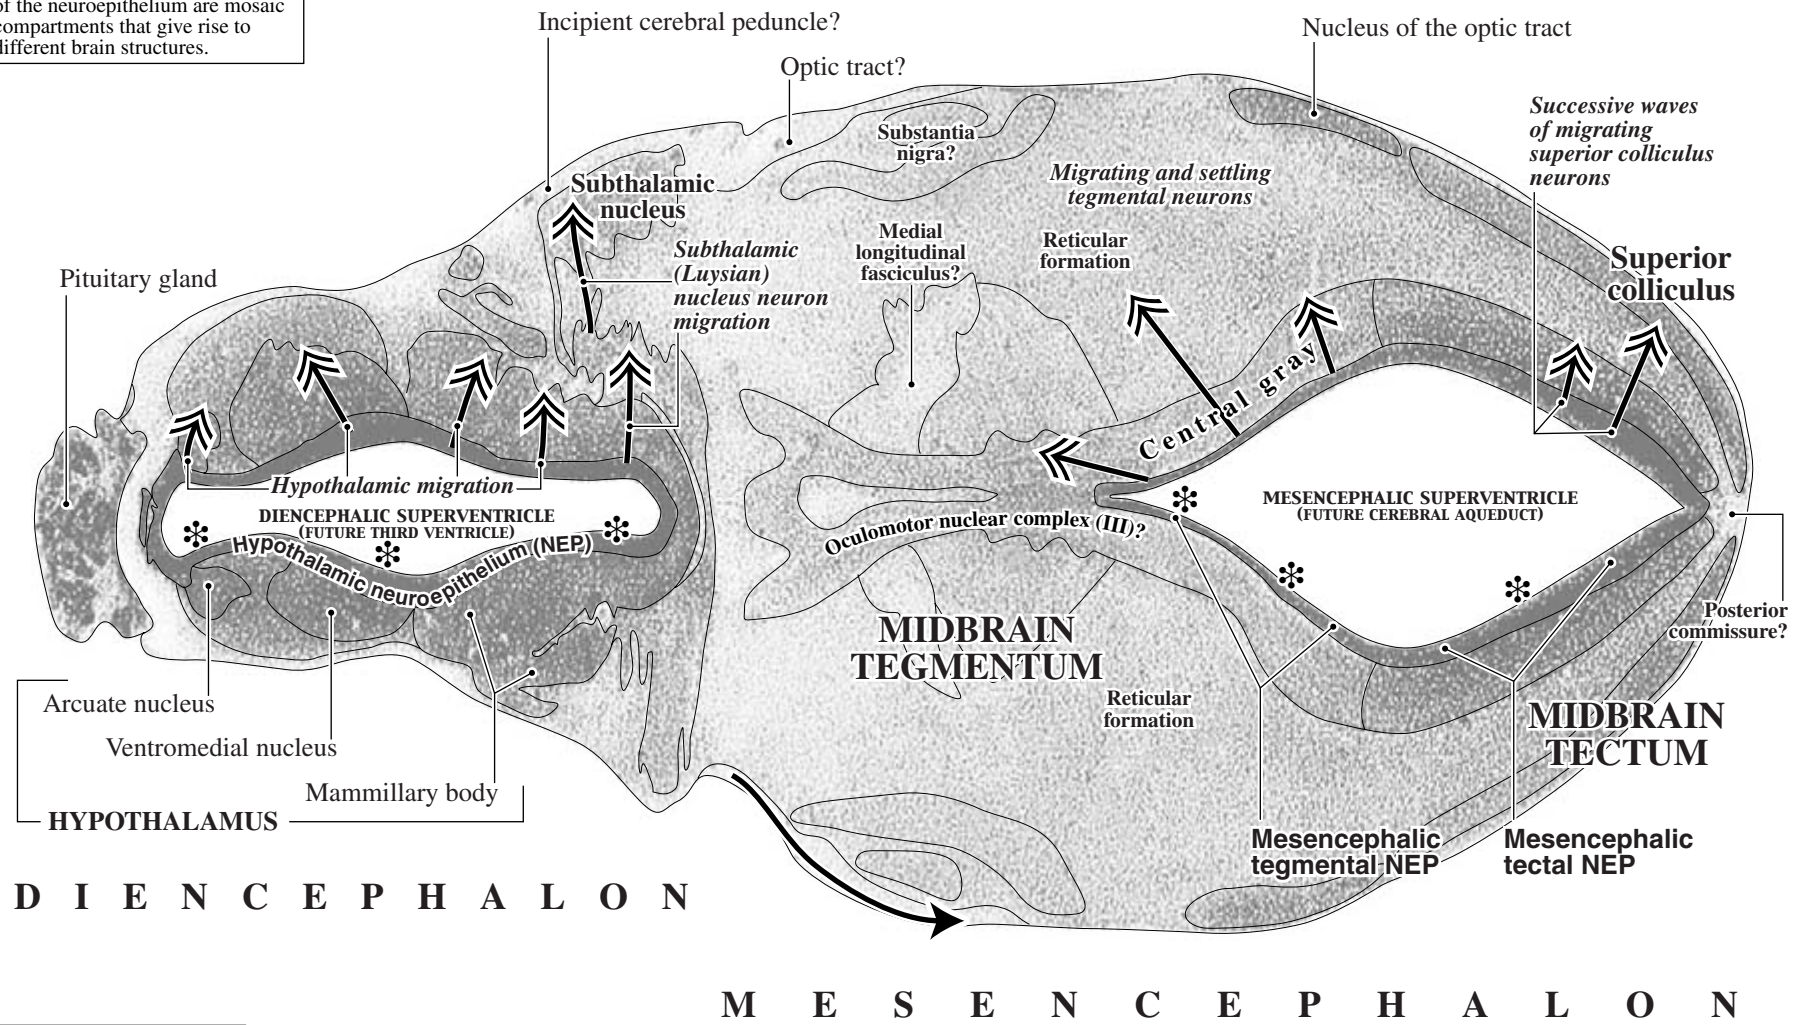 of the neuroepithelium are mosaic
compartments that give rise to
different brain structures.
Incipient cerebral peduncle?
Optic tract?
Nucleus of the optic tract
Successive waves
of migrating
superior colliculus
neurons
Substantia
nigra?
Migrating and settling
tegmental neurons
Subthalamic
nucleus
Medial
longitudinal
fasciculus?
Reticular
formation
Subthalamic
(Luysian)
nucleus neuron
migration
Superior
colliculus
Pituitary gland
Central gray
Hypothalamic migration
DIENCEPHALIC SUPERVENTRICLE
(FUTURE THIRD VENTRICLE)
MESENCEPHALIC SUPERVENTRICLE
(FUTURE CEREBRAL AQUEDUCT)
Hypothalamic neuroepithelium (NEP)
Oculomotor nuclear complex (III)?
Posterior
commissure?
MIDBRAIN
TEGMENTUM
Reticular
formation
MIDBRAIN
TECTUM
Arcuate nucleus
Ventromedial nucleus
Mammillary body
HYPOTHALAMUS
Mesencephalic
tegmental NEP
Mesencephalic
tectal NEP
DIENCEPHALON
MESENCEPHALON